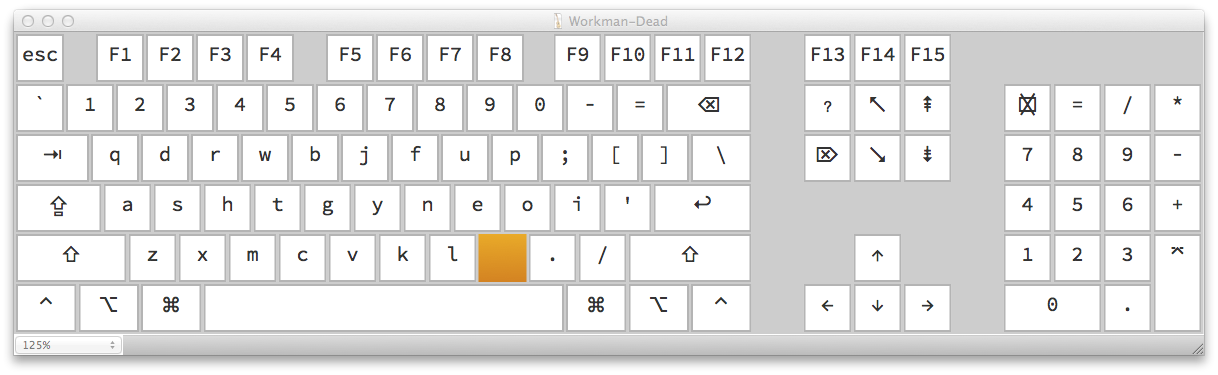 Workman-Dead
esc F1 F2 F3 F4 F5 F6 F7 F8 F9 F10 F11 F12 F13 F14 F15
` 1 2 3 4 5 6 7 8 9 0 - = ⌫ ? ↖ ⇞ = / *
⇥ q d r w b j f u p ; [ ] \ ⌦ ↘ ⇟ 7 8 9 -
⇪ a s h t g y n e o i ' ↩ 4 5 6 +
⇧ z x m c v k l . / ⇧ ↑ 1 2 3 ⌤
^ ⌥ ⌘ ⌘ ⌥ ^ ← ↓ → 0 .
125%